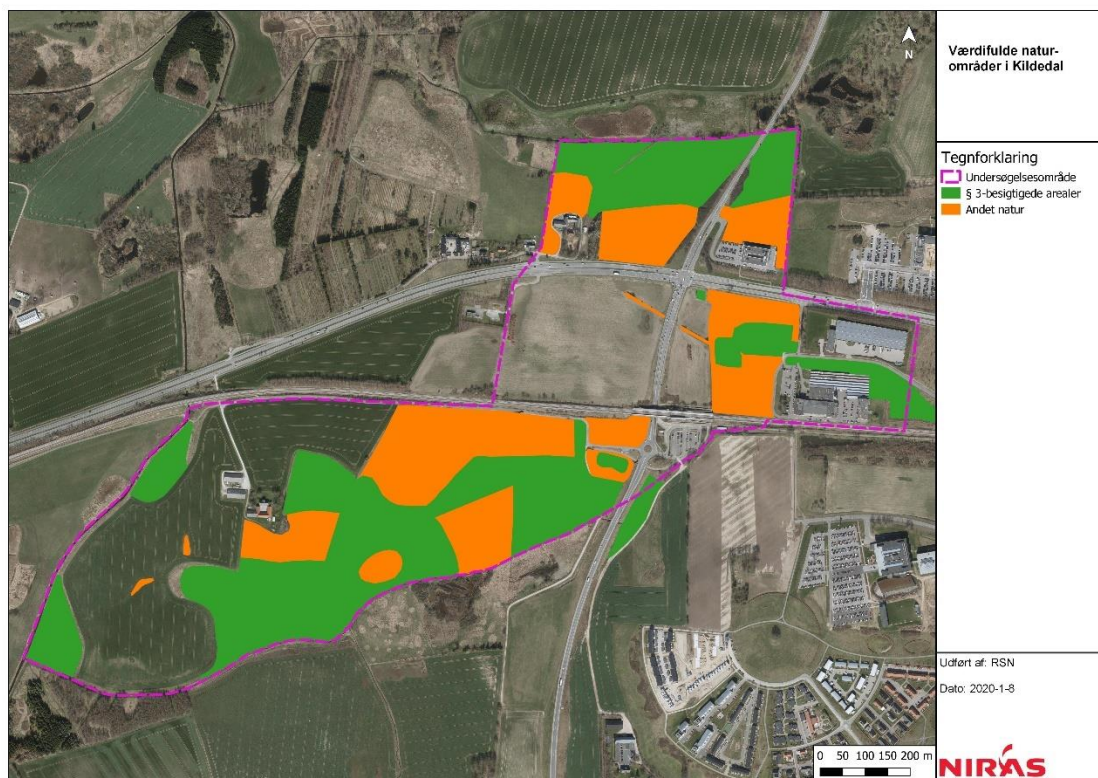 N
Værdifulde natur-
områder i Kildedal
Tegnforklaring
Undersøgelsesområde
§ 3-besigtigede arealer
Andet natur
Udført af: RSN
Dato: 2020-1-8
0 50 100 150 200 m
NIRAS